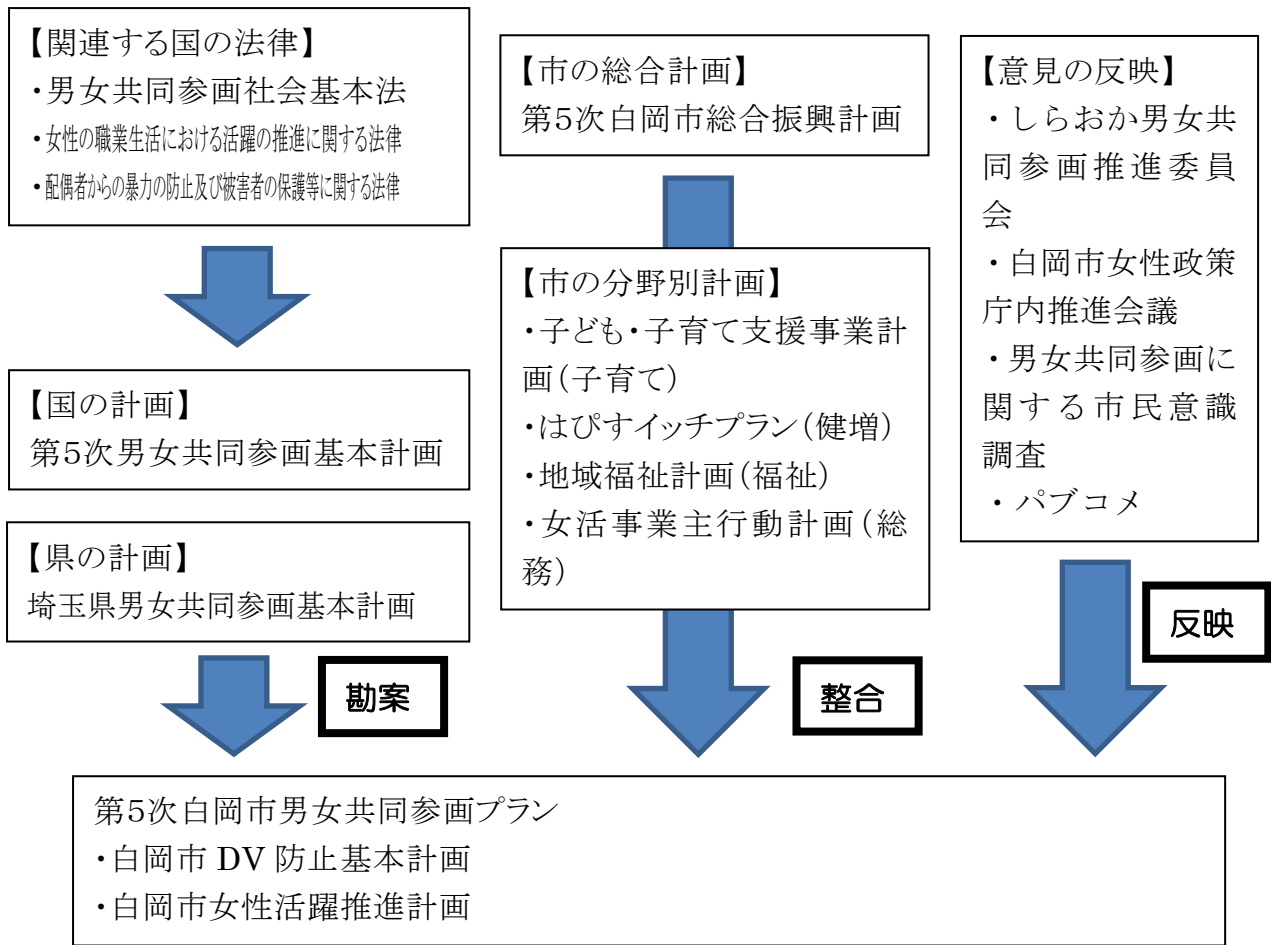 【関連する国の法律】
・男女共同参画社会基本法
・女性の職業生活における活躍の推進に関する法律
・配偶者からの暴力の防止及び被害者の保護等に関する法律
【国の計画】
第5次男女共同参画基本計画
【県の計画】
埼玉県男女共同参画基本計画
勘案
【市の総合計画】
第5次白岡市総合振興計画
【市の分野別計画】
・子ども・子育て支援事業計
画(子育て)
・はぴすイッチプラン(健増)
・地域福祉計画(福祉)
・女活事業主行動計画(総
務)
整合
【意見の反映】
・しらおか男女共
同参画推進委員
会
・白岡市女性政策
庁内推進会議
・男女共同参画に
関する市民意識
調査
・パブコメ
反映
第5次白岡市男女共同参画プラン
・白岡市 DV 防止基本計画
・白岡市女性活躍推進計画